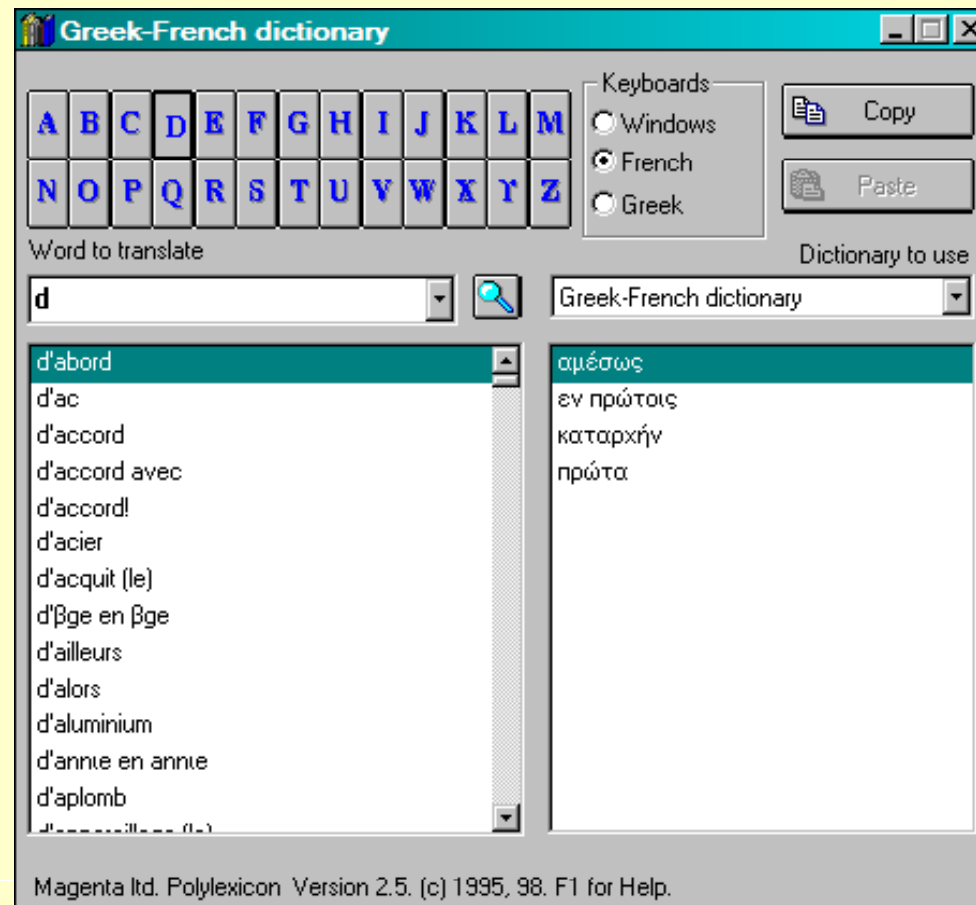 Greek-French dictionary
A B C D E F G H I J K L M
N O P Q R S T U V W X Υ Z
Keyboards
Windows
French
Greek
Copy
Paste
Word to translate
Dictionary to use
d
Greek-French dictionary
d'abord
d'ac
d'accord
d'accord avec
d'accord!
d'acier
d'acquit (le)
d'βge en βge
d'ailleurs
d'alors
d'aluminium
d'annιe en annιe
d'aplomb
αμέσως
εν πρώτοις
καταρχήν
πρώτα
Magenta ltd. Polylexicon Version 2.5. (c) 1995, 98. F1 for Help.